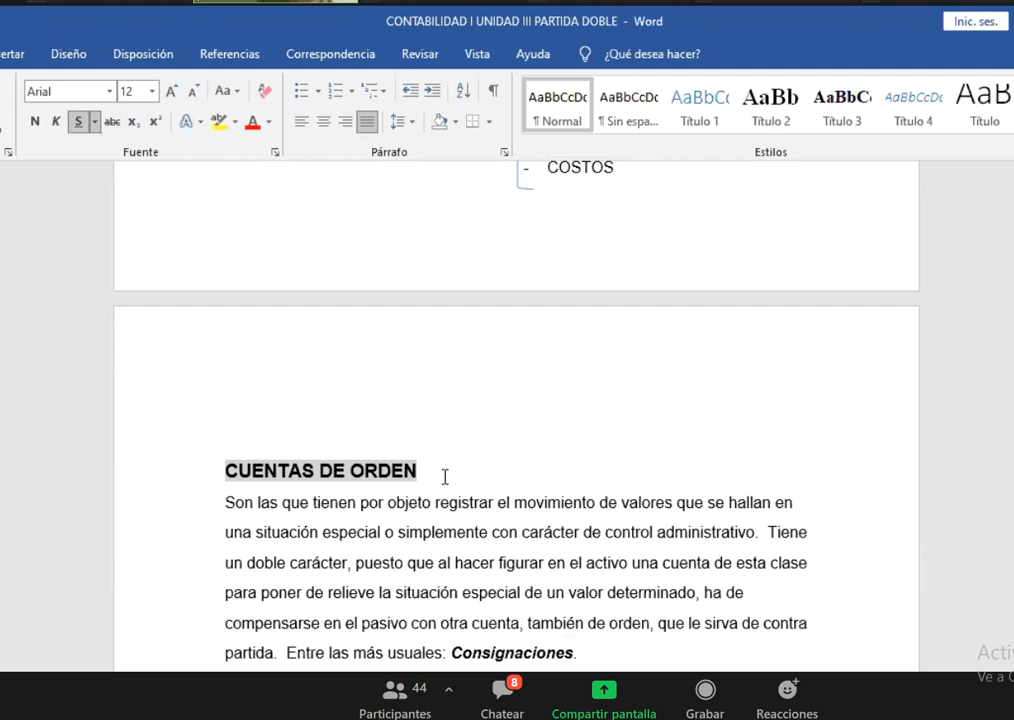 CONTABILIDAD I UNIDAD III PARTIDA DOBLE - Word
Inic. ses.
ertar Diseño Disposición Referencias Correspondencia Revisar Vista Ayuda ¿Qué desea hacer?
Arial 12 Aa
AaBbCcDc AaBbCcDc AaBbCc AaBb AaBbC AaBbCcDc AaB
N K S abc x₂ x² A A
¶ Normal ¶ Sin espa... Título 1 Título 2 Título 3 Título 4 Título
Fuente Párrafo Estilos
- COSTOS
CUENTAS DE ORDEN
Son las que tienen por objeto registrar el movimiento de valores que se hallan en
una situación especial o simplemente con carácter de control administrativo. Tiene
un doble carácter, puesto que al hacer figurar en el activo una cuenta de esta clase
para poner de relieve la situación especial de un valor determinado, ha de
compensarse en el pasivo con otra cuenta, también de orden, que le sirva de contra
partida. Entre las más usuales: Consignaciones.
Acti
Ve a C
44 8
Participantes Chatear Compartir pantalla Grabar Reacciones